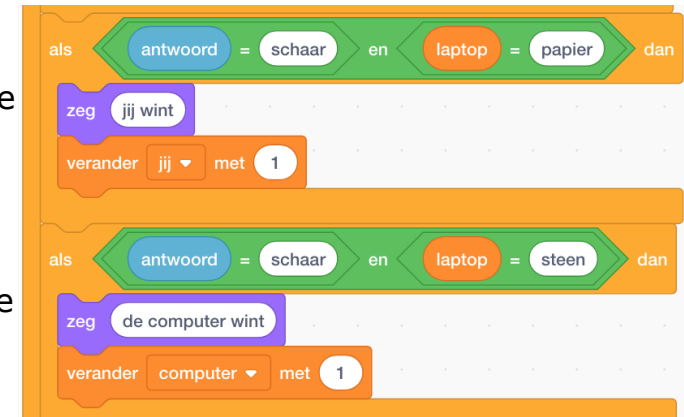 als antwoord = schaar en laptop = papier dan
e
zeg jij wint
verander jij met 1
als antwoord = schaar en laptop = steen dan
e
zeg de computer wint
verander computer met 1